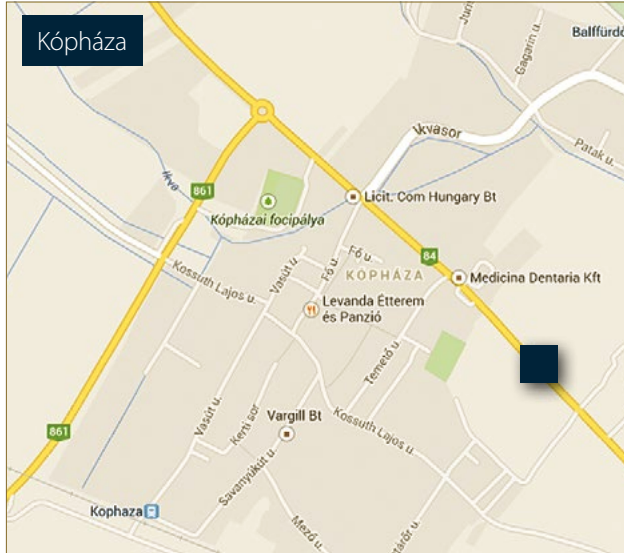 Kópháza
Balffürdő
Gagarin u.
Patak u.
Ikvasor
Ikva
861
Kópházai focipálya
Licit. Com Hungary Bt
84
Fő u.
Fő u.
KÓPHÁZA
Medicina Dentaria Kft
Kossuth Lajos u.
Vasút u.
Levanda Étterem
és Panzió
Temető u.
Vargill Bt
Kossuth Lajos u.
861
Vasút u.
Kerti sor
Savanyúkút u.
Kophaza
Mező u.